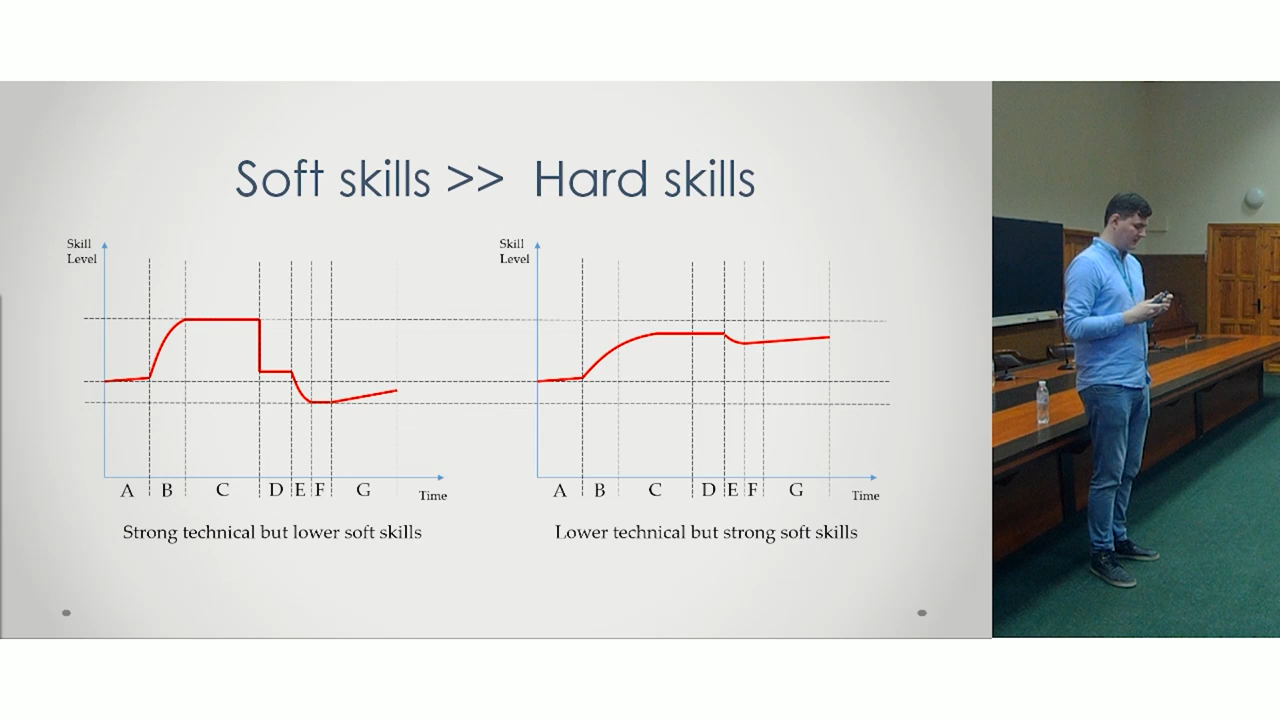 Soft skills >> Hard skills
Skill
Level
A B C D E F G
Time
Strong technical but lower soft skills
Skill
Level
A B C D E F G
Time
Lower technical but strong soft skills